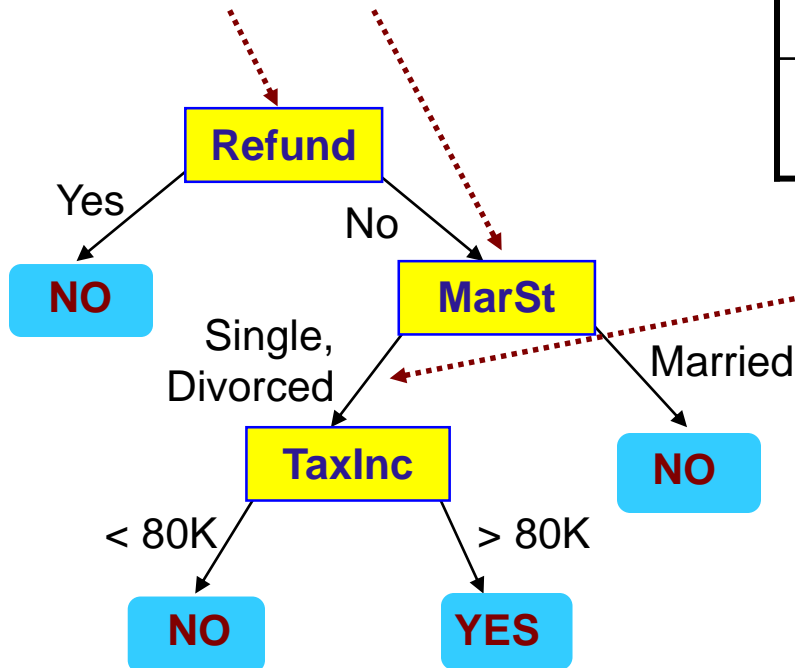 Refund
Yes
No
NO
MarSt
Single,
Divorced
Married
TaxInc
NO
< 80K
> 80K
NO
YES